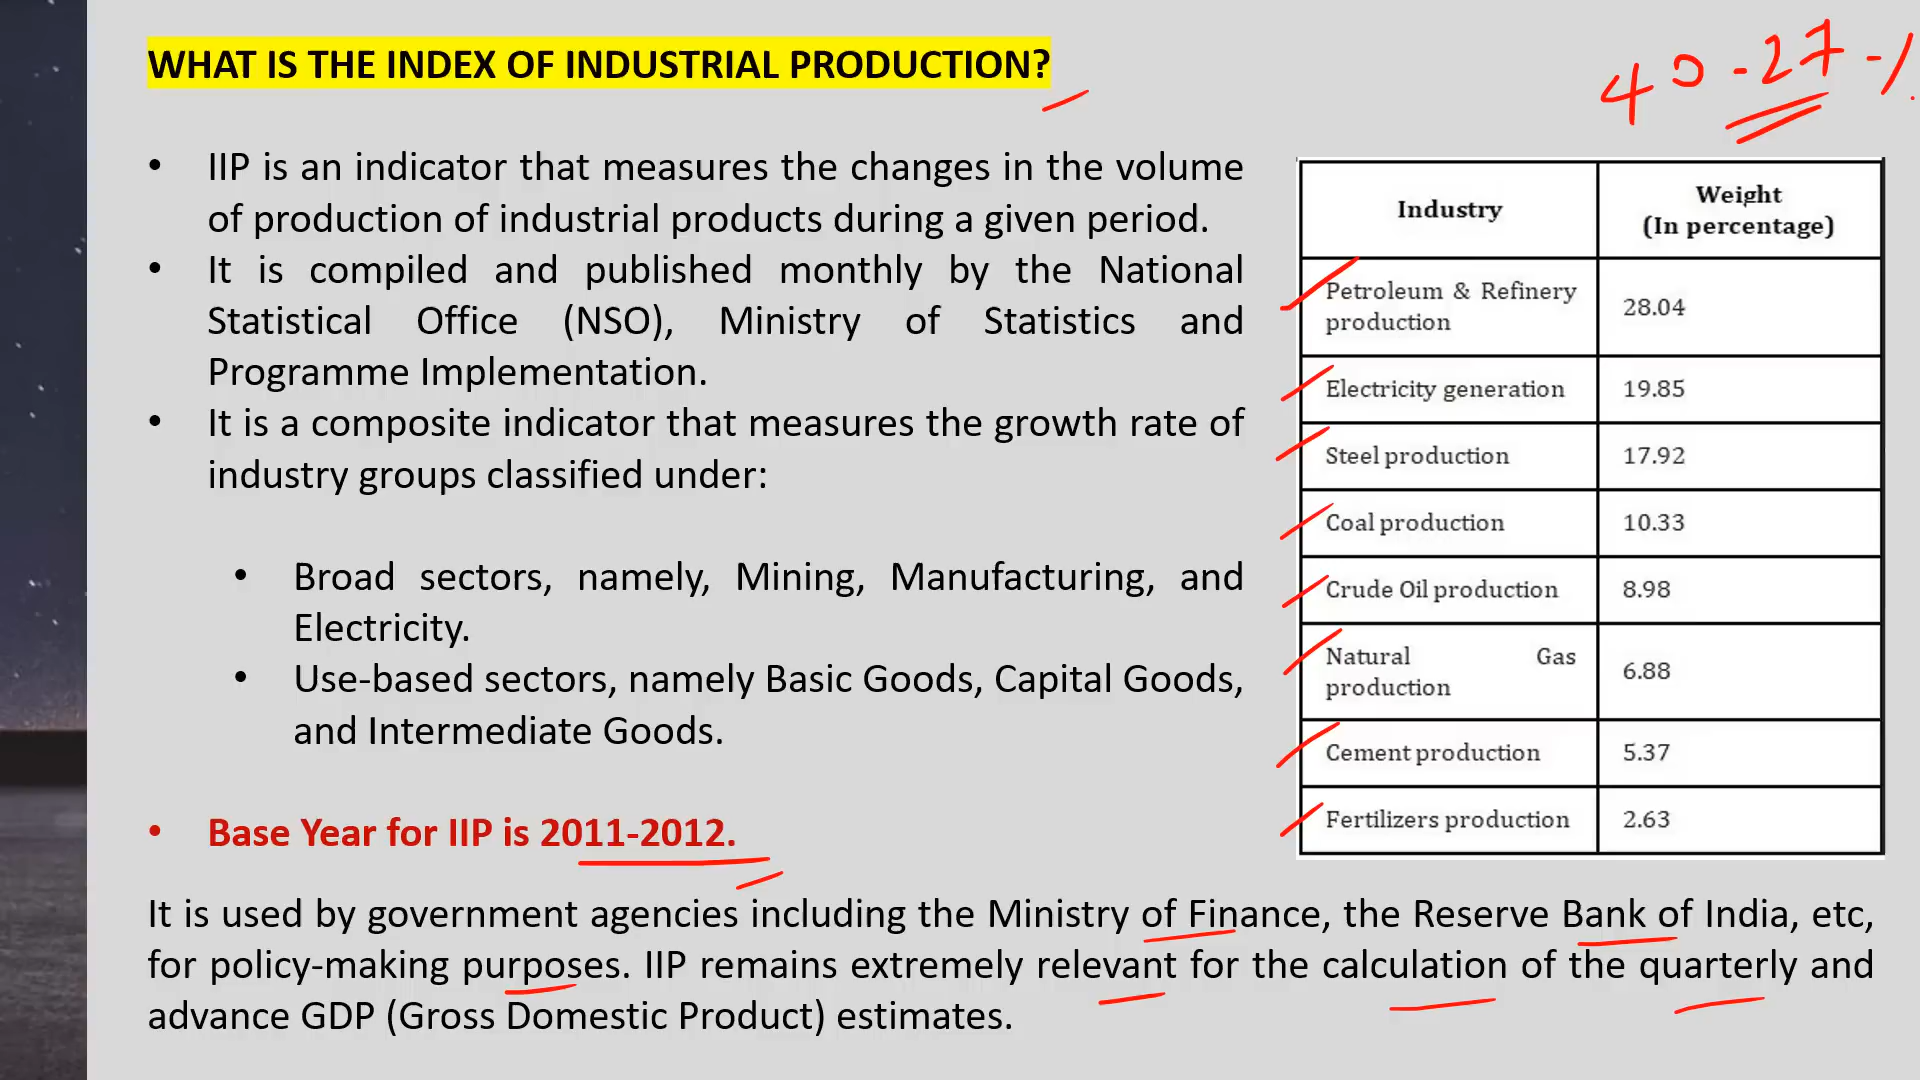 WHAT IS THE INDEX OF INDUSTRIAL PRODUCTION?
40-27-1.
• IIP is an indicator that measures the changes in the volume
of production of industrial products during a given period.
• It is compiled and published monthly by the National
Statistical Office (NSO), Ministry of Statistics and
Programme Implementation.
• It is a composite indicator that measures the growth rate of
industry groups classified under:
• Broad sectors, namely, Mining, Manufacturing, and
Electricity.
• Use-based sectors, namely Basic Goods, Capital Goods,
and Intermediate Goods.
• Base Year for IIP is 2011-2012.
Industry Weight
(In percentage)
Petroleum & Refinery
production 28.04
Electricity generation 19.85
Steel production 17.92
Coal production 10.33
Crude Oil production 8.98
Natural Gas
production 6.88
Cement production 5.37
Fertilizers production 2.63
It is used by government agencies including the Ministry of Finance, the Reserve Bank of India, etc,
for policy-making purposes. IIP remains extremely relevant for the calculation of the quarterly and
advance GDP (Gross Domestic Product) estimates.